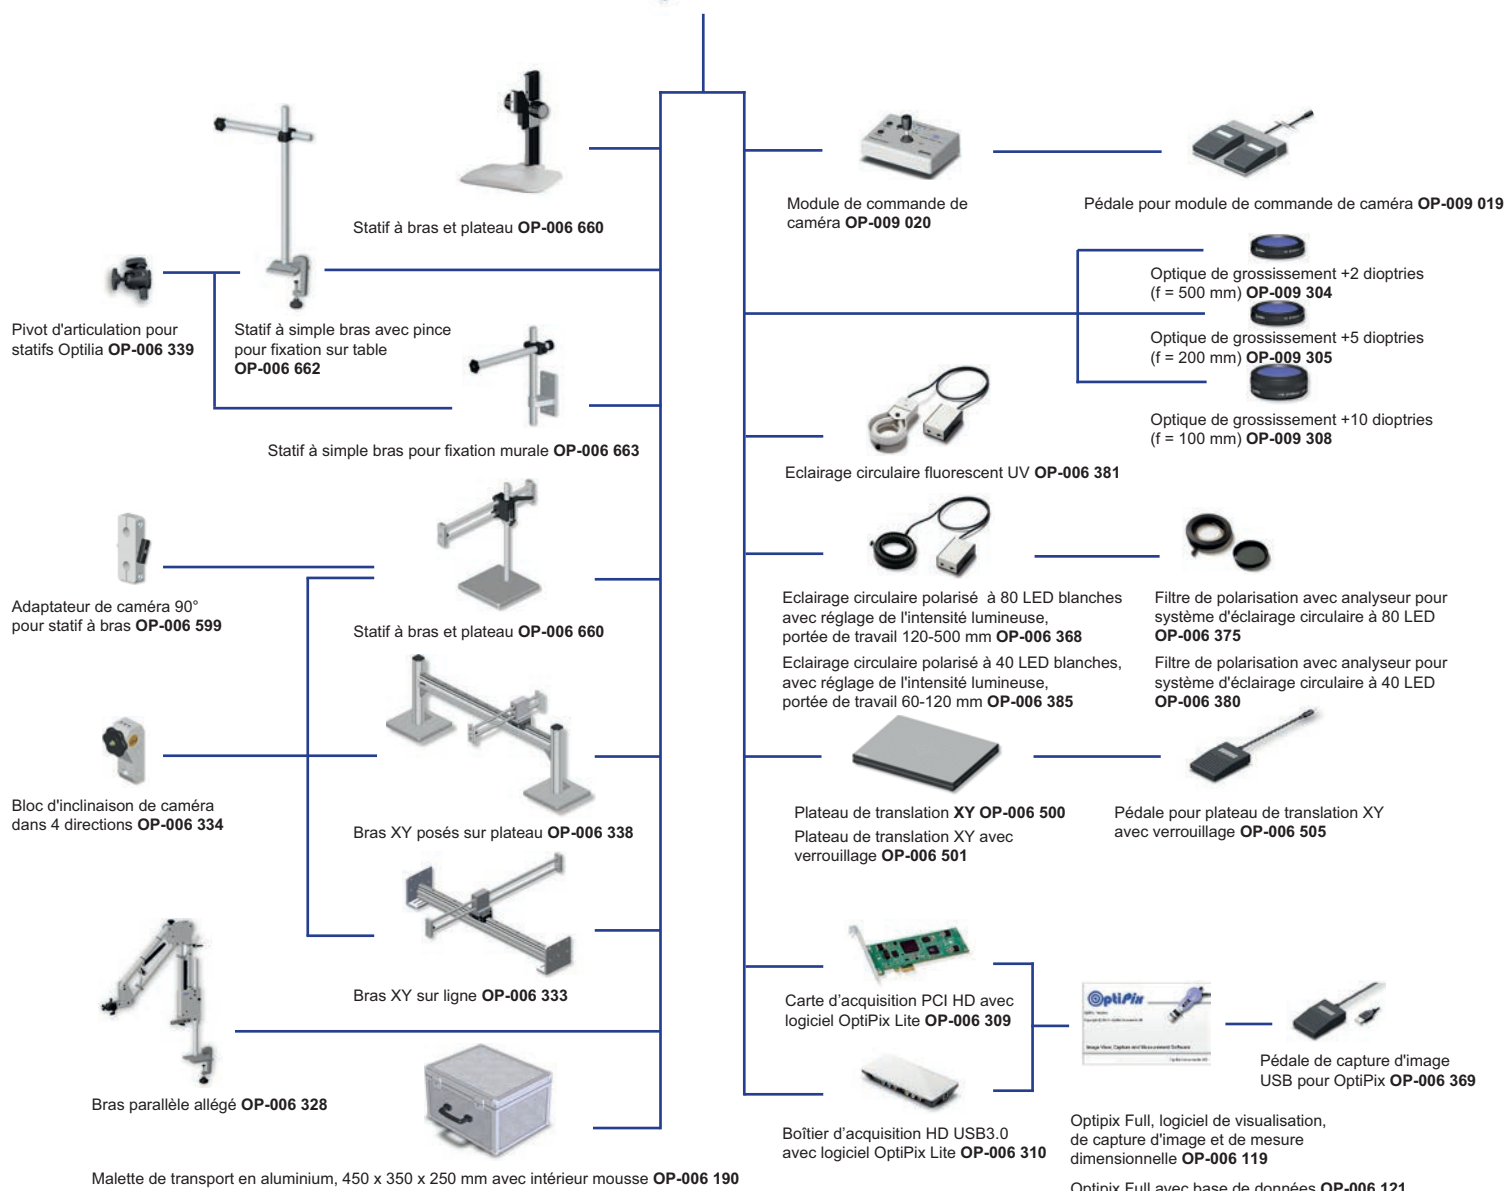 Statif à bras et plateau OP-006 660
Pivot d'articulation pour
statifs Optilia OP-006 339
Statif à simple bras avec pince
pour fixation sur table
OP-006 662
Statif à simple bras pour fixation murale OP-006 663
Adaptateur de caméra 90°
pour statif à bras OP-006 599
Statif à bras et plateau OP-006 660
Bloc d'inclinaison de caméra
dans 4 directions OP-006 334
Bras XY posés sur plateau OP-006 338
Bras XY sur ligne OP-006 333
Bras parallèle allégé OP-006 328
Malette de transport en aluminium, 450 x 350 x 250 mm avec intérieur mousse OP-006 190
Module de commande de
caméra OP-009 020
Pédale pour module de commande de caméra OP-009 019
Optique de grossissement +2 dioptries
(f = 500 mm) OP-009 304
Optique de grossissement +5 dioptries
(f = 200 mm) OP-009 305
Optique de grossissement +10 dioptries
(f = 100 mm) OP-009 308
Eclairage circulaire fluorescent UV OP-006 381
Eclairage circulaire polarisé à 80 LED blanches
avec réglage de l'intensité lumineuse,
portée de travail 120-500 mm OP-006 368
Eclairage circulaire polarisé à 40 LED blanches,
avec réglage de l'intensité lumineuse,
portée de travail 60-120 mm OP-006 385
Filtre de polarisation avec analyseur pour
système d'éclairage circulaire à 80 LED
OP-006 375
Filtre de polarisation avec analyseur pour
système d'éclairage circulaire à 40 LED
OP-006 380
Plateau de translation XY OP-006 500
Plateau de translation XY avec
verrouillage OP-006 501
Pédale pour plateau de translation XY
avec verrouillage OP-006 505
Carte d'acquisition PCI HD avec
logiciel OptiPix Lite OP-006 309
Boîtier d'acquisition HD USB3.0
avec logiciel OptiPix Lite OP-006 310
OptiPix
Image View, Capture and Measurement Software
Pédale de capture d'image
USB pour OptiPix OP-006 369
Optipix Full, logiciel de visualisation,
de capture d'image et de mesure
dimensionnelle OP-006 119
Optipix Full avec base de données OP-006 121